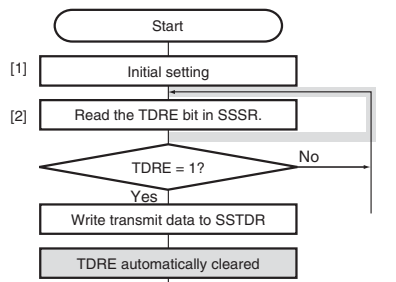 Start
[1] Initial setting
[2] Read the TDRE bit in SSSR.
TDRE = 1?
No
Yes
Write transmit data to SSTDR
TDRE automatically cleared